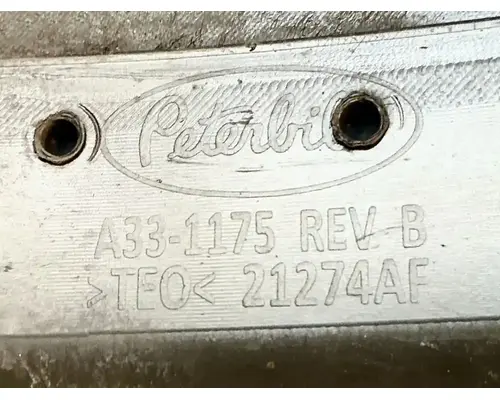 Peterbilt
A33-1175 REV B
>TEO< 21274AF